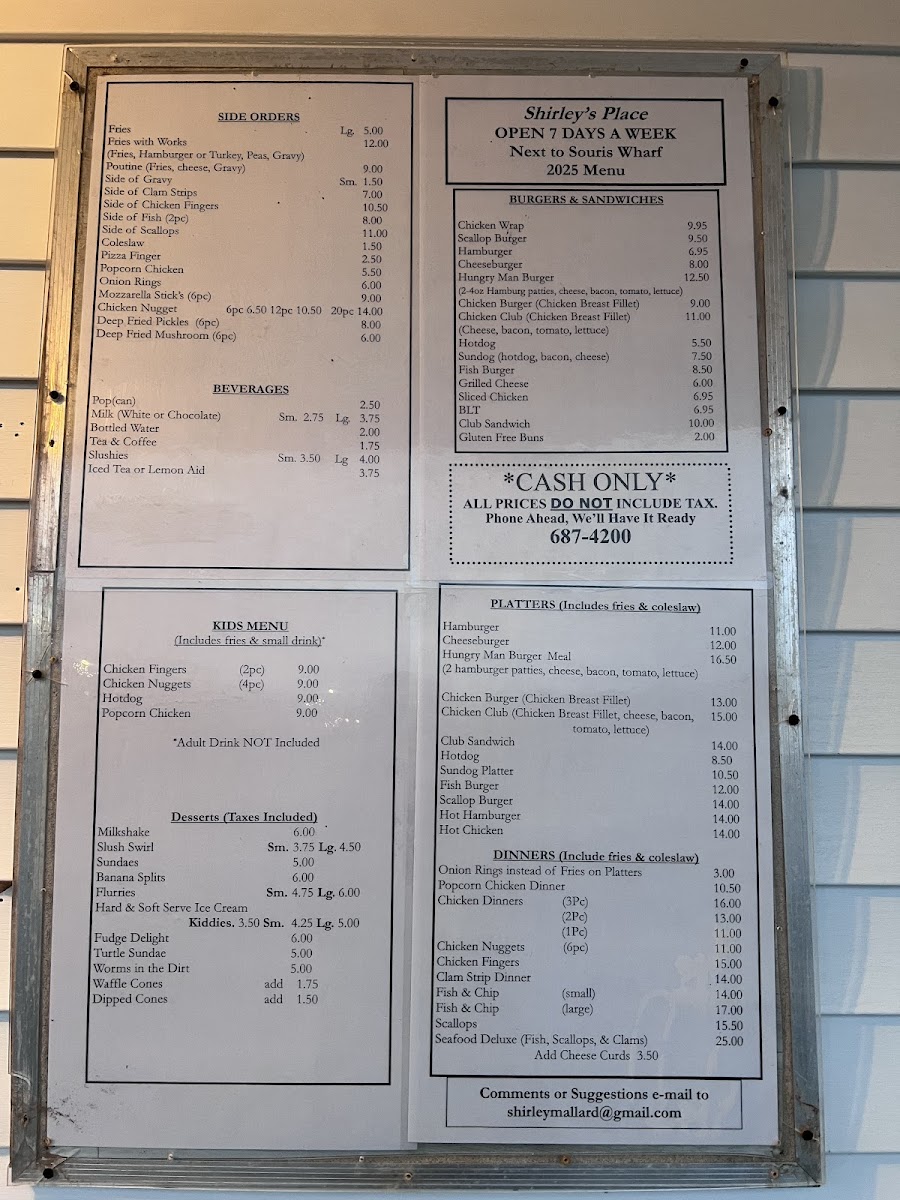 SIDE ORDERS
Fries Lg. 5.00
Fries with Works 12.00
(Fries, Hamburger or Turkey, Peas, Gravy)
Poutine (Fries, cheese, Gravy) 9.00
Side of Gravy Sm. 1.50
Side of Clam Strips 7.00
Side of Chicken Fingers 10.50
Side of Fish (2pc) 8.00
Side of Scallops 11.00
Coleslaw 1.50
Pizza Finger 2.50
Popcorn Chicken 5.50
Onion Rings 6.00
Mozzarella Stick's (6pc) 9.00
Chicken Nugget 6pc 6.50 12pc 10.50 20pc 14.00
Deep Fried Pickles (6pc) 8.00
Deep Fried Mushroom (6pc) 6.00
BEVERAGES
Pop(can) 2.50
Milk (White or Chocolate) Sm. 2.75 Lg. 3.75
Bottled Water 2.00
Tea & Coffee 1.75
Slushies Sm. 3.50 Lg 4.00
Iced Tea or Lemon Aid 3.75
Shirley's Place
OPEN 7 DAYS A WEEK
Next to Souris Wharf
2025 Menu
BURGERS & SANDWICHES
Chicken Wrap 9.95
Scallop Burger 9.50
Hamburger 6.95
Cheeseburger 8.00
Hungry Man Burger 12.50
(2-4oz Hamburg patties, cheese, bacon, tomato, lettuce)
Chicken Burger (Chicken Breast Fillet) 9.00
Chicken Club (Chicken Breast Fillet) 11.00
(Cheese, bacon, tomato, lettuce)
Hotdog 5.50
Sundog (hotdog, bacon, cheese) 7.50
Fish Burger 8.50
Grilled Cheese 6.00
Sliced Chicken 6.95
BLT 6.95
Club Sandwich 10.00
Gluten Free Buns 2.00
*CASH ONLY*
ALL PRICES DO NOT INCLUDE TAX.
Phone Ahead, We'll Have It Ready
687-4200
KIDS MENU
(Includes fries & small drink)*
Chicken Fingers (2pc) 9.00
Chicken Nuggets (4pc) 9.00
Hotdog 9.00
Popcorn Chicken 9.00
*Adult Drink NOT Included
Desserts (Taxes Included)
Milkshake 6.00
Slush Swirl Sm. 3.75 Lg. 4.50
Sundaes 5.00
Banana Splits 6.00
Flurries Sm. 4.75 Lg. 6.00
Hard & Soft Serve Ice Cream
Kiddies. 3.50 Sm. 4.25 Lg. 5.00
Fudge Delight 6.00
Turtle Sundae 5.00
Worms in the Dirt 5.00
Waffle Cones add 1.75
Dipped Cones add 1.50
PLATTERS (Includes fries & coleslaw)
Hamburger 11.00
Cheeseburger 12.00
Hungry Man Burger Meal 16.50
(2 hamburger patties, cheese, bacon, tomato, lettuce)
Chicken Burger (Chicken Breast Fillet) 13.00
Chicken Club (Chicken Breast Fillet, cheese, bacon, 15.00
tomato, lettuce)
Club Sandwich 14.00
Hotdog 8.50
Sundog Platter 10.50
Fish Burger 12.00
Scallop Burger 14.00
Hot Hamburger 14.00
Hot Chicken 14.00
DINNERS (Include fries & coleslaw)
Onion Rings instead of Fries on Platters 3.00
Popcorn Chicken Dinner 10.50
Chicken Dinners (3Pc) 16.00
(2Pc) 13.00
(1Pc) 11.00
Chicken Nuggets (6pc) 11.00
Chicken Fingers 15.00
Clam Strip Dinner 14.00
Fish & Chip (small) 14.00
Fish & Chip (large) 17.00
Scallops 15.50
Seafood Deluxe (Fish, Scallops, & Clams) 25.00
Add Cheese Curds 3.50
Comments or Suggestions e-mail to
shirleymallard@gmail.com